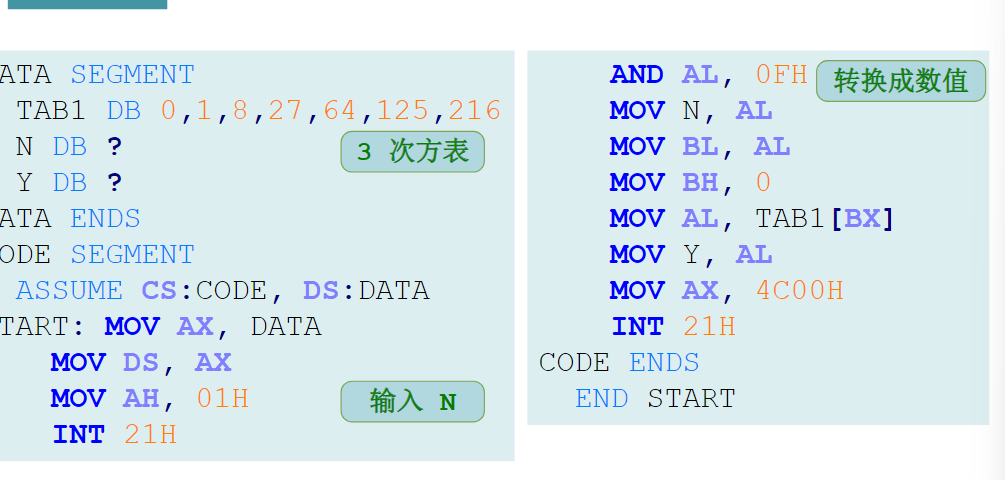 ATA SEGMENT
TAB1 DB 0,1,8,27,64,125,216
N DB ?
3 次方表
Y DB ?
ATA ENDS
ODE SEGMENT
ASSUME CS:CODE, DS:DATA
TART: MOV AX, DATA
MOV DS, AX
MOV AH, 01H
输入 N
INT 21H
AND AL, 0FH
转换成数值
MOV N, AL
MOV BL, AL
MOV BH, 0
MOV AL, TAB1[BX]
MOV Y, AL
MOV AX, 4C00H
INT 21H
CODE ENDS
END START